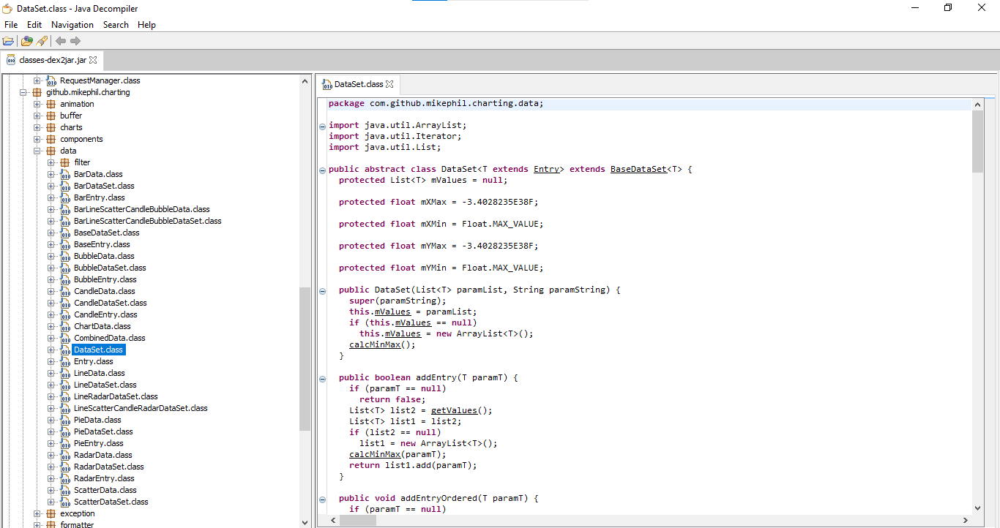 DataSet.class - Java Decompiler
File Edit Navigation Search Help
classes-dex2jar.jar
RequestManager.class
github.mikephil.charting
animation
buffer
charts
components
data
filter
BarData.class
BarDataSet.class
BarEntry.class
BarLineScatterCandleBubbleData.class
BarLineScatterCandleBubbleDataSet.class
BaseDataSet.class
BaseEntry.class
BubbleData.class
BubbleDataSet.class
BubbleEntry.class
CandleData.class
CandleDataSet.class
CandleEntry.class
ChartData.class
CombinedData.class
DataSet.class
Entry.class
LineData.class
LineDataSet.class
LineRadarDataSet.class
LineScatterCandleRadarDataSet.class
PieData.class
PieDataSet.class
PieEntry.class
RadarData.class
RadarDataSet.class
RadarEntry.class
ScatterData.class
ScatterDataSet.class
exception
formatter
DataSet.class
package com.github.mikephil.charting.data;
import java.util.ArrayList;
import java.util.Iterator;
import java.util.List;
public abstract class DataSet<T extends Entry> extends BaseDataSet<T> {
protected List<T> mValues = null;
protected float mXMax = -3.4028235E38F;
protected float mXMin = Float.MAX_VALUE;
protected float mYMax = -3.4028235E38F;
protected float mYMin = Float.MAX_VALUE;
public DataSet(List<T> paramList, String paramString) {
super(paramString);
this.mValues = paramList;
if (this.mValues == null)
this.mValues = new ArrayList<T>();
calcMinMax();
}
public boolean addEntry(T paramT) {
if (paramT == null)
return false;
List<T> list2 = getValues();
List<T> list1 = list2;
if (list2 == null)
list1 = new ArrayList<T>();
calcMinMax(paramT);
return list1.add(paramT);
}
public void addEntryOrdered(T paramT) {
if (paramT == null)